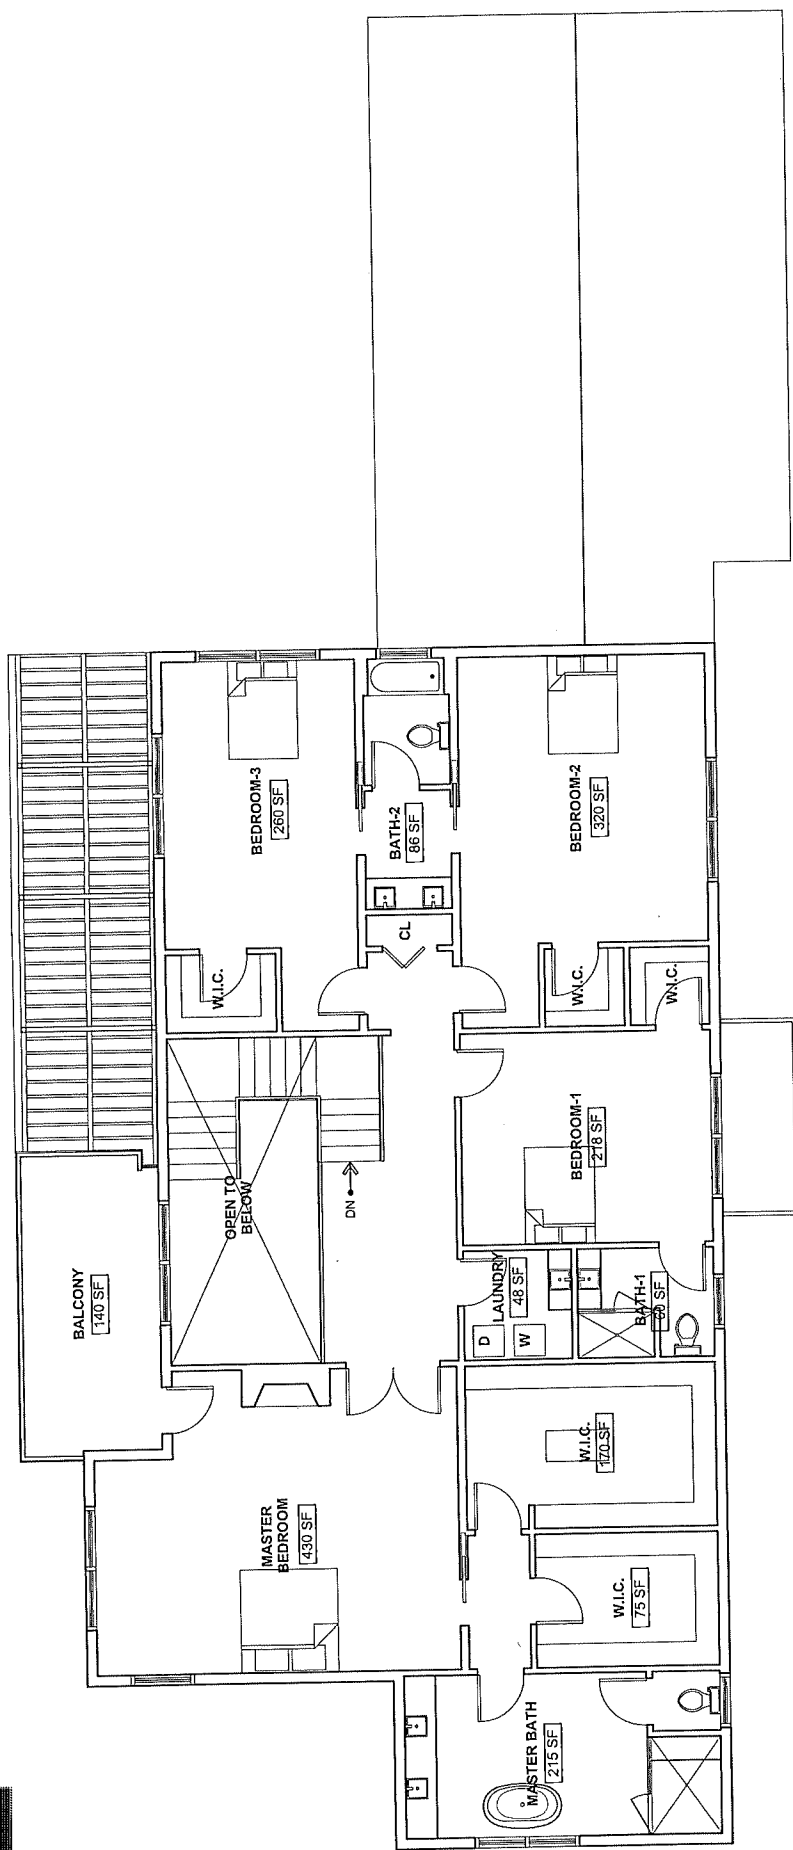 BALCONY
140 SF
OPEN TO
BELOW
W.I.C.
BEDROOM-3
260 SF
MASTER
BEDROOM
430 SF
DN
CL
BATH-2
86 SF
D
W
LAUNDRY
48 SF
MASTER BATH
215 SF
W.I.C.
75 SF
W.I.C.
170 SF
BATH-1
60 SF
BEDROOM-1
218 SF
W.I.C.
W.I.C.
BEDROOM-2
320 SF